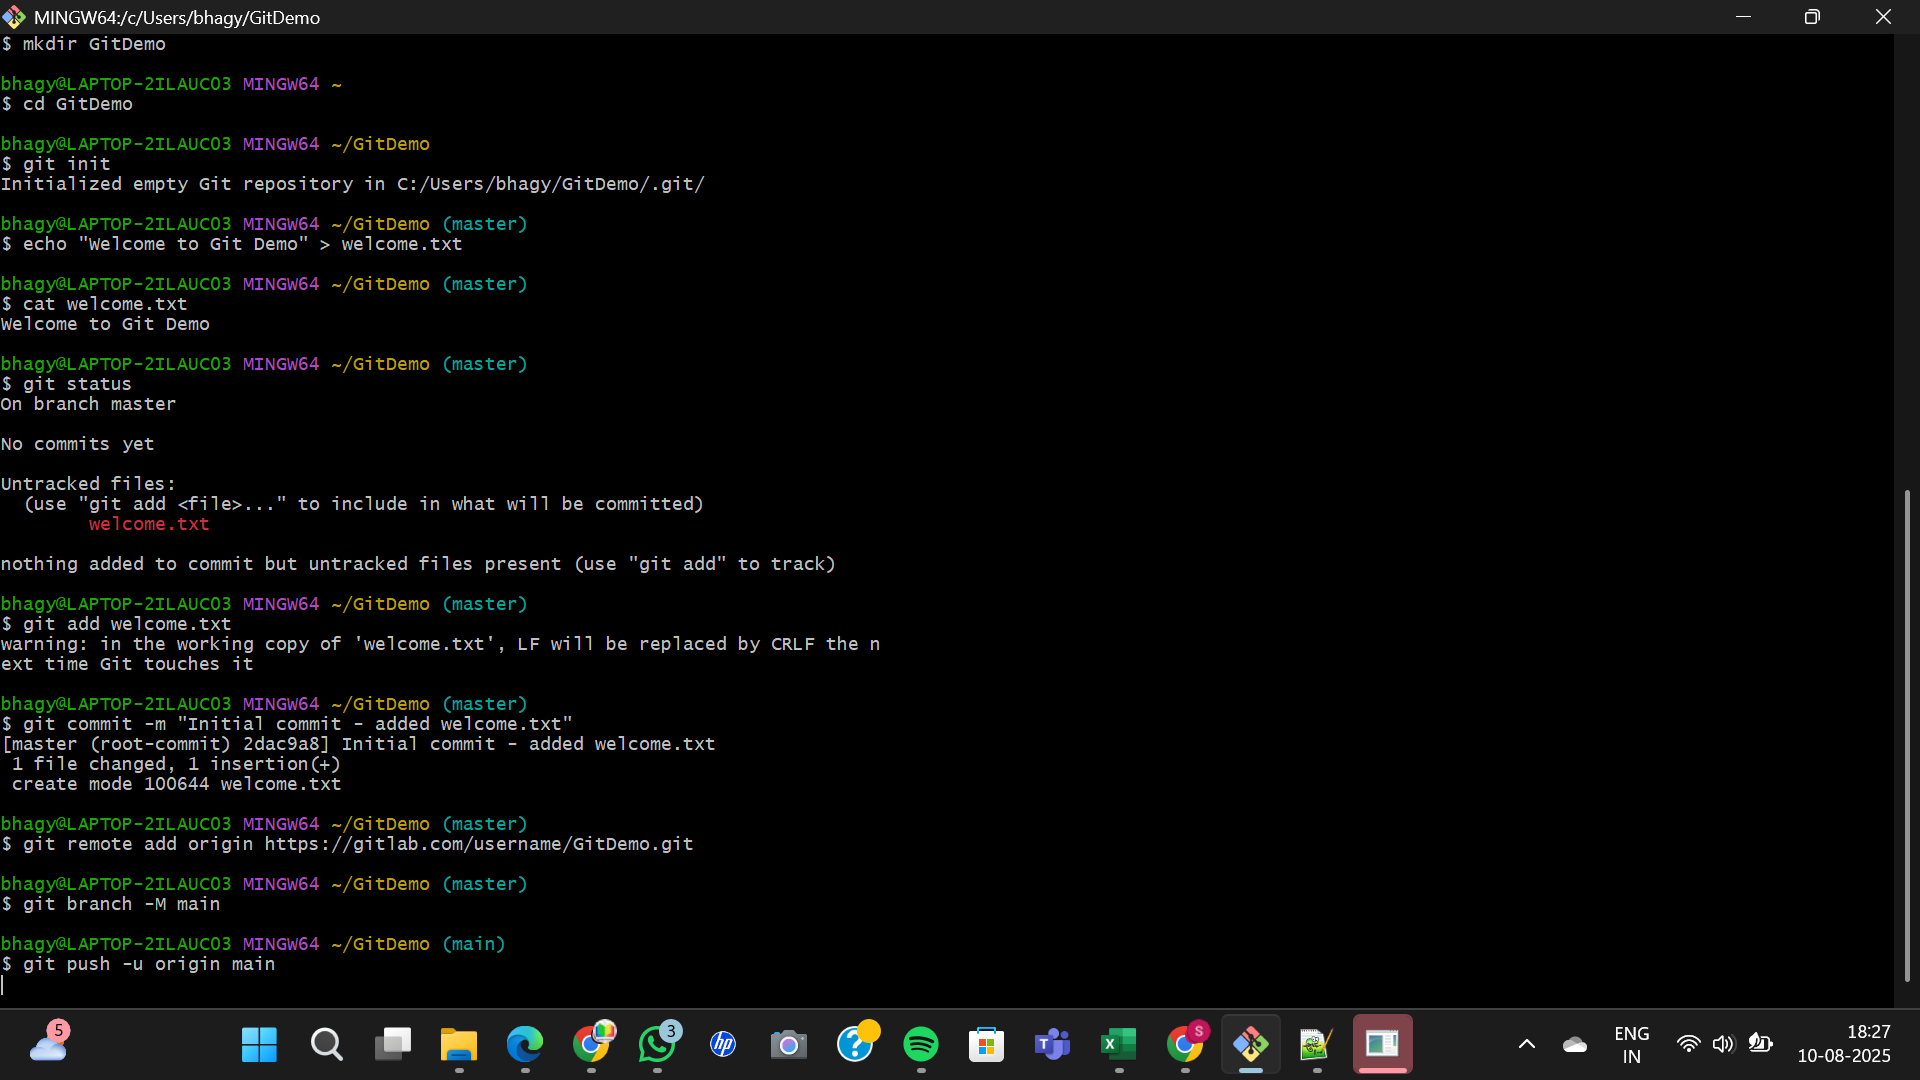 MINGW64:/c/Users/bhagy/GitDemo
$ mkdir GitDemo
bhagy@LAPTOP-2ILAUC03 MINGW64 ~
$ cd GitDemo
bhagy@LAPTOP-2ILAUC03 MINGW64 ~/GitDemo
$ git init
Initialized empty Git repository in C:/Users/bhagy/GitDemo/.git/
bhagy@LAPTOP-2ILAUC03 MINGW64 ~/GitDemo (master)
$ echo "Welcome to Git Demo" > welcome.txt
bhagy@LAPTOP-2ILAUC03 MINGW64 ~/GitDemo (master)
$ cat welcome.txt
Welcome to Git Demo
bhagy@LAPTOP-2ILAUC03 MINGW64 ~/GitDemo (master)
$ git status
On branch master
No commits yet
Untracked files:
  (use "git add <file>..." to include in what will be committed)
        welcome.txt
nothing added to commit but untracked files present (use "git add" to track)
bhagy@LAPTOP-2ILAUC03 MINGW64 ~/GitDemo (master)
$ git add welcome.txt
warning: in the working copy of 'welcome.txt', LF will be replaced by CRLF the n
ext time Git touches it
bhagy@LAPTOP-2ILAUC03 MINGW64 ~/GitDemo (master)
$ git commit -m "Initial commit - added welcome.txt"
[master (root-commit) 2dac9a8] Initial commit - added welcome.txt
 1 file changed, 1 insertion(+)
 create mode 100644 welcome.txt
bhagy@LAPTOP-2ILAUC03 MINGW64 ~/GitDemo (master)
$ git remote add origin https://gitlab.com/username/GitDemo.git
bhagy@LAPTOP-2ILAUC03 MINGW64 ~/GitDemo (master)
$ git branch -M main
bhagy@LAPTOP-2ILAUC03 MINGW64 ~/GitDemo (main)
$ git push -u origin main
5
3
hp
?
T
X
S
ENG
IN
18:27
10-08-2025